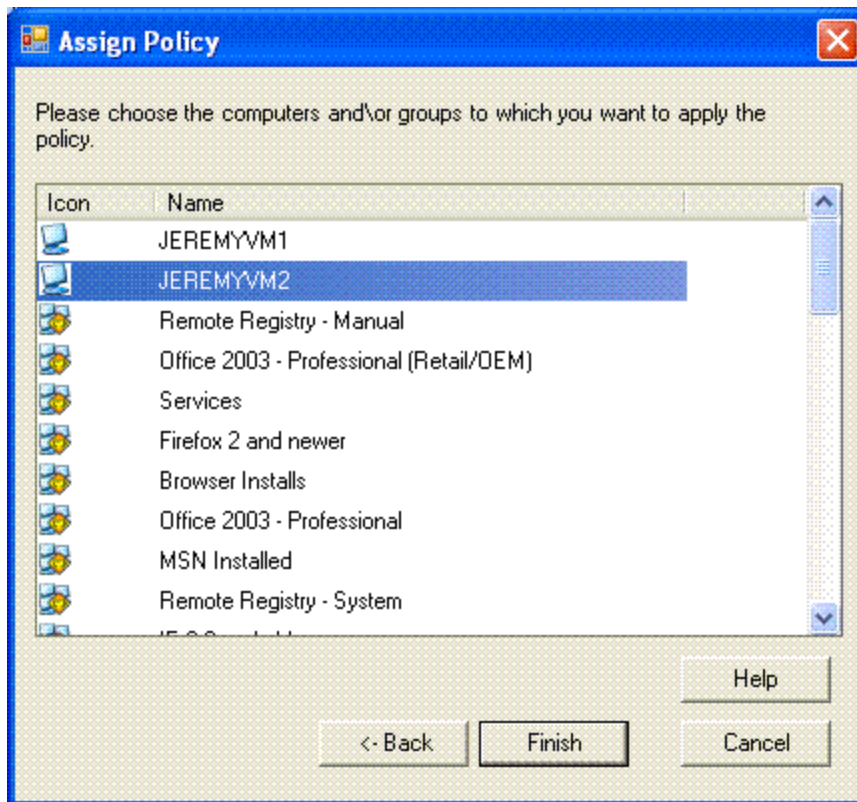 Assign Policy
Please choose the computers and\or groups to which you want to apply the
policy.
Icon Name
JEREMYVM1
JEREMYVM2
Remote Registry - Manual
Office 2003 - Professional (Retail/OEM)
Services
Firefox 2 and newer
Browser Installs
Office 2003 - Professional
MSN Installed
Remote Registry - System
Help
<- Back Finish Cancel